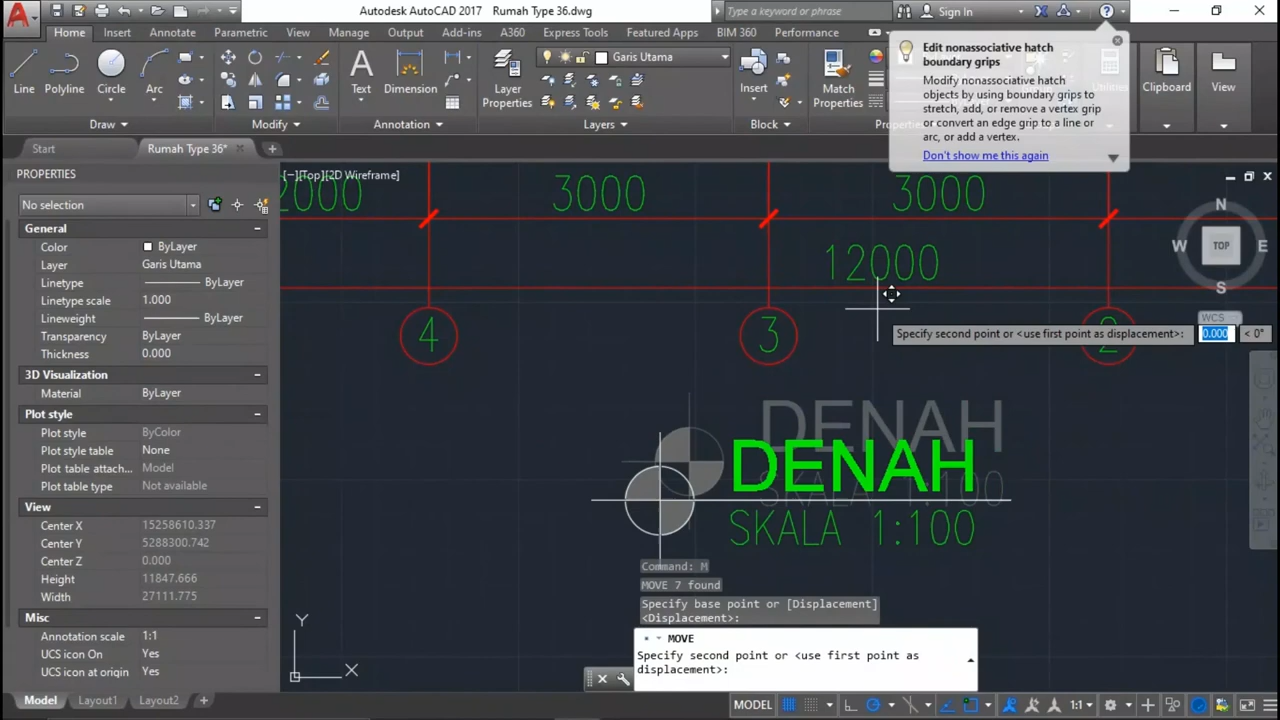 Autodesk AutoCAD 2017 Rumah Type 36.dwg
Type a keyword or phrase
Sign In
Home Insert Annotate Parametric View Manage Output Add-ins A360 Express Tools Featured Apps BIM 360 Performance
Line Polyline Circle Arc
Text Dimension
Layer
Properties
Garis Utama
Insert
Match
Properties
Utilities
Clipboard
View
Draw Modify Annotation Layers Block
Edit nonassociative hatch
boundary grips
Modify nonassociative hatch
objects by using boundary grips to
stretch, add, or remove a vertex grip
or convert an edge grip to a line or
arc, or add a vertex.
Don't show me this again
Start Rumah Type 36*
PROPERTIES
No selection
General
Color ByLayer
Layer Garis Utama
Linetype ByLayer
Linetype scale 1.000
Lineweight ByLayer
Transparency ByLayer
Thickness 0.000
3D Visualization
Material ByLayer
Plot style
Plot style ByColor
Plot style table None
Plot table attach... Model
Plot table type Not available
View
Center X 15258610.337
Center Y 5288300.742
Center Z 0.000
Height 11847.666
Width 27111.775
Misc
Annotation scale 1:1
UCS icon On Yes
UCS icon at origin Yes
[−][Top][2D Wireframe]
2000 3000 3000
12000
4 3 2
N
W TOP E
S
WCS
Specify second point or <use first point as displacement>: 0.000 < 0°
DENAH
SKALA 1:100
DENAH
SKALA 1:100
Command: M
MOVE 7 found
Specify base point or [Displacement]
<Displacement>:
MOVE
Specify second point or <use first point as
displacement>:
Y
X
Model Layout1 Layout2
MODEL 1:1